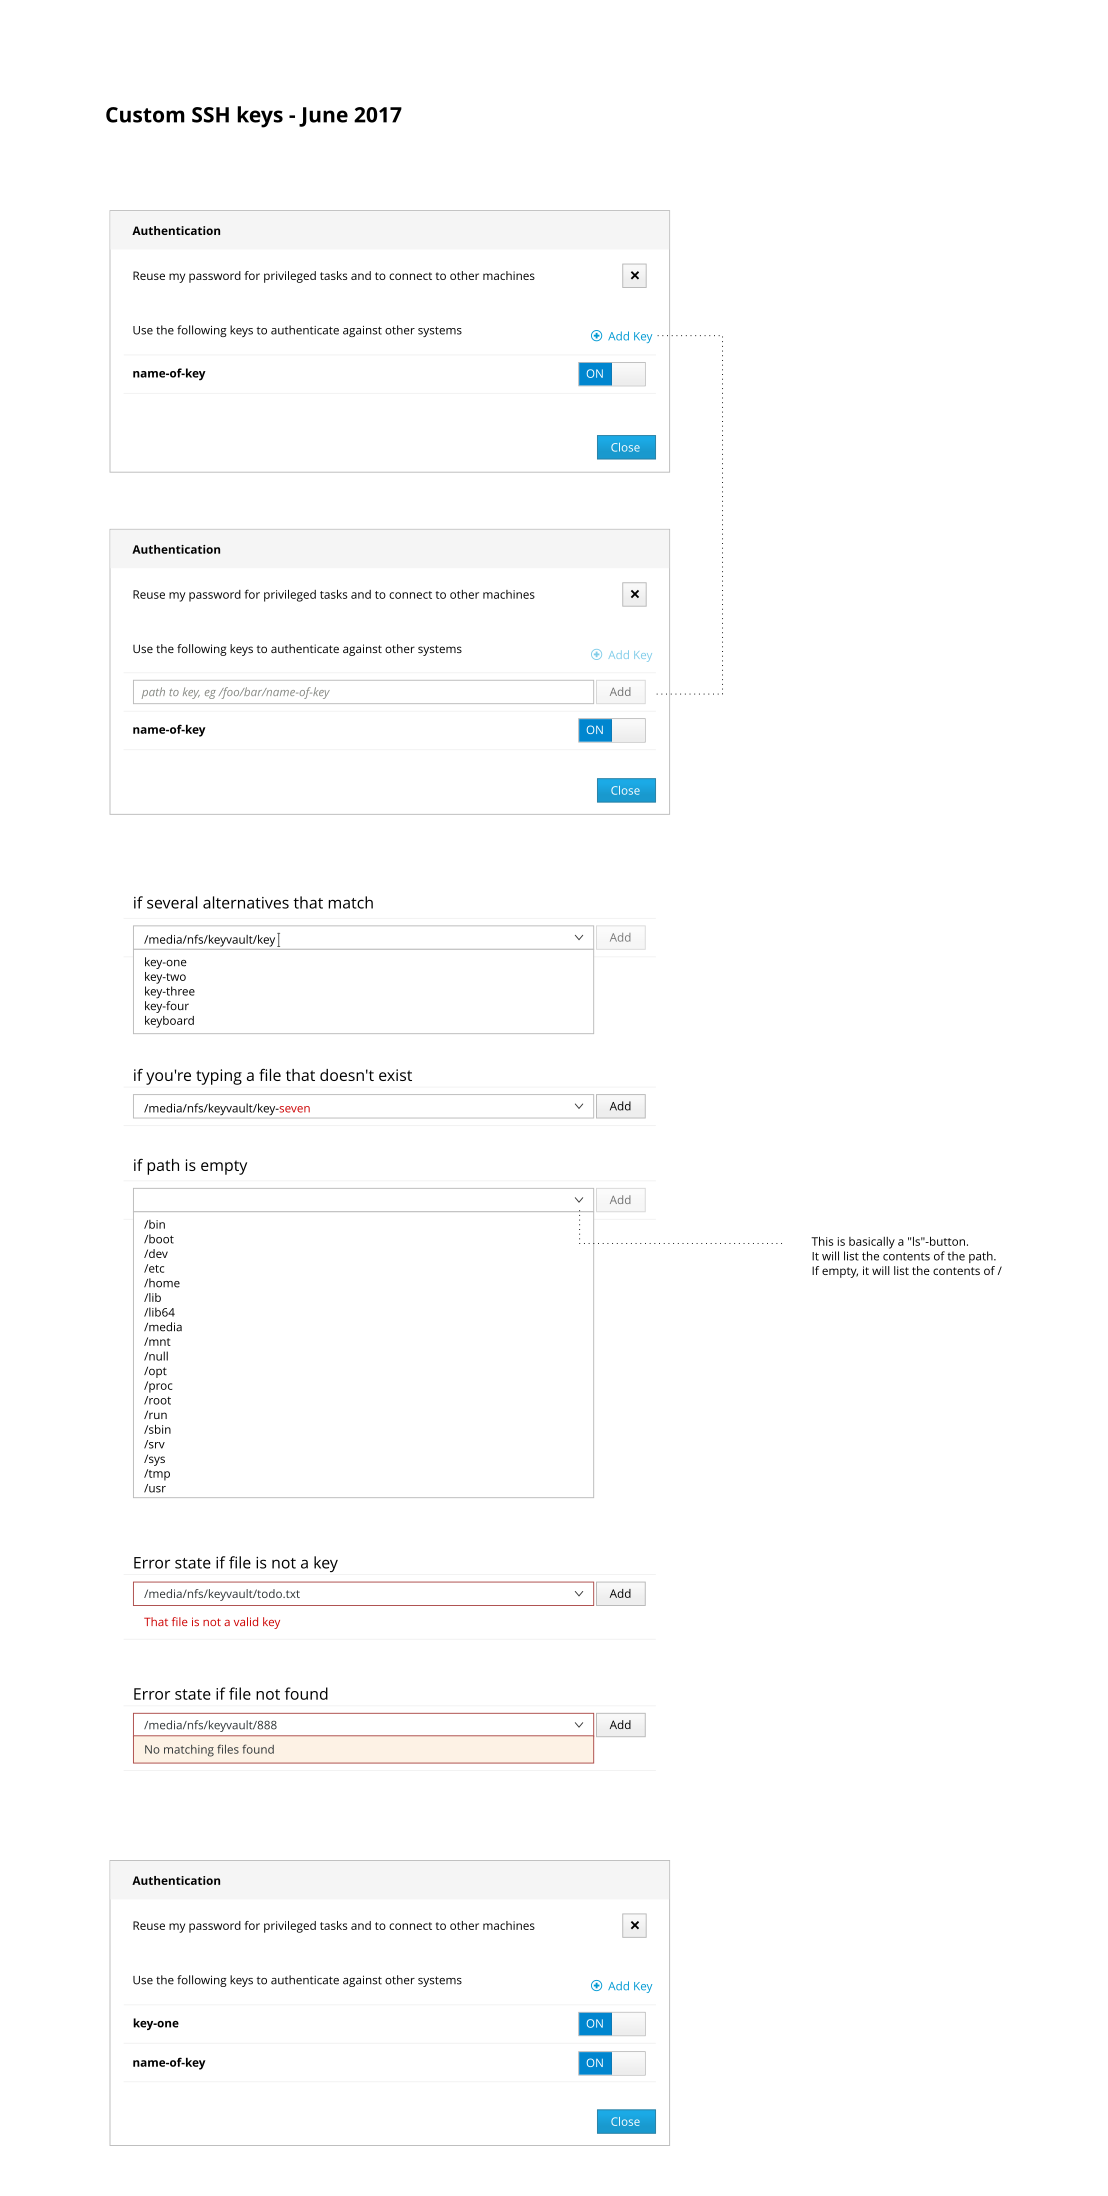 Custom SSH keys - June 2017
Authentication
Reuse my password for privileged tasks and to connect to other machines
Use the following keys to authenticate against other systems
Add Key
name-of-key
ON
Close
Authentication
Reuse my password for privileged tasks and to connect to other machines
Use the following keys to authenticate against other systems
Add Key
path to key, eg /foo/bar/name-of-key
Add
name-of-key
ON
Close
if several alternatives that match
/media/nfs/keyvault/key
Add
key-one
key-two
key-three
key-four
keyboard
if you're typing a file that doesn't exist
/media/nfs/keyvault/key-seven
Add
if path is empty
Add
/bin
/boot
/dev
/etc
/home
/lib
/lib64
/media
/mnt
/null
/opt
/proc
/root
/run
/sbin
/srv
/sys
/tmp
/usr
This is basically a "ls"-button.
It will list the contents of the path.
If empty, it will list the contents of /
Error state if file is not a key
/media/nfs/keyvault/todo.txt
Add
That file is not a valid key
Error state if file not found
/media/nfs/keyvault/888
Add
No matching files found
Authentication
Reuse my password for privileged tasks and to connect to other machines
Use the following keys to authenticate against other systems
Add Key
key-one
ON
name-of-key
ON
Close